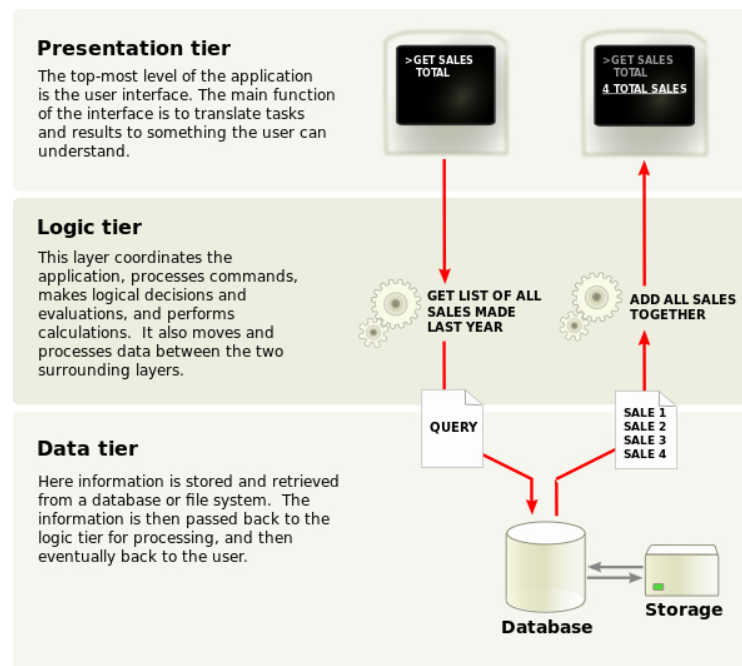 Presentation tier
The top-most level of the application
is the user interface. The main function
of the interface is to translate tasks
and results to something the user can
understand.
>GET SALES
TOTAL
>GET SALES
TOTAL
4 TOTAL SALES
Logic tier
This layer coordinates the
application, processes commands,
makes logical decisions and
evaluations, and performs
calculations.  It also moves and
processes data between the two
surrounding layers.
GET LIST OF ALL
SALES MADE
LAST YEAR
ADD ALL SALES
TOGETHER
QUERY
SALE 1
SALE 2
SALE 3
SALE 4
Data tier
Here information is stored and retrieved
from a database or file system.  The
information is then passed back to the
logic tier for processing, and then
eventually back to the user.
Database
Storage